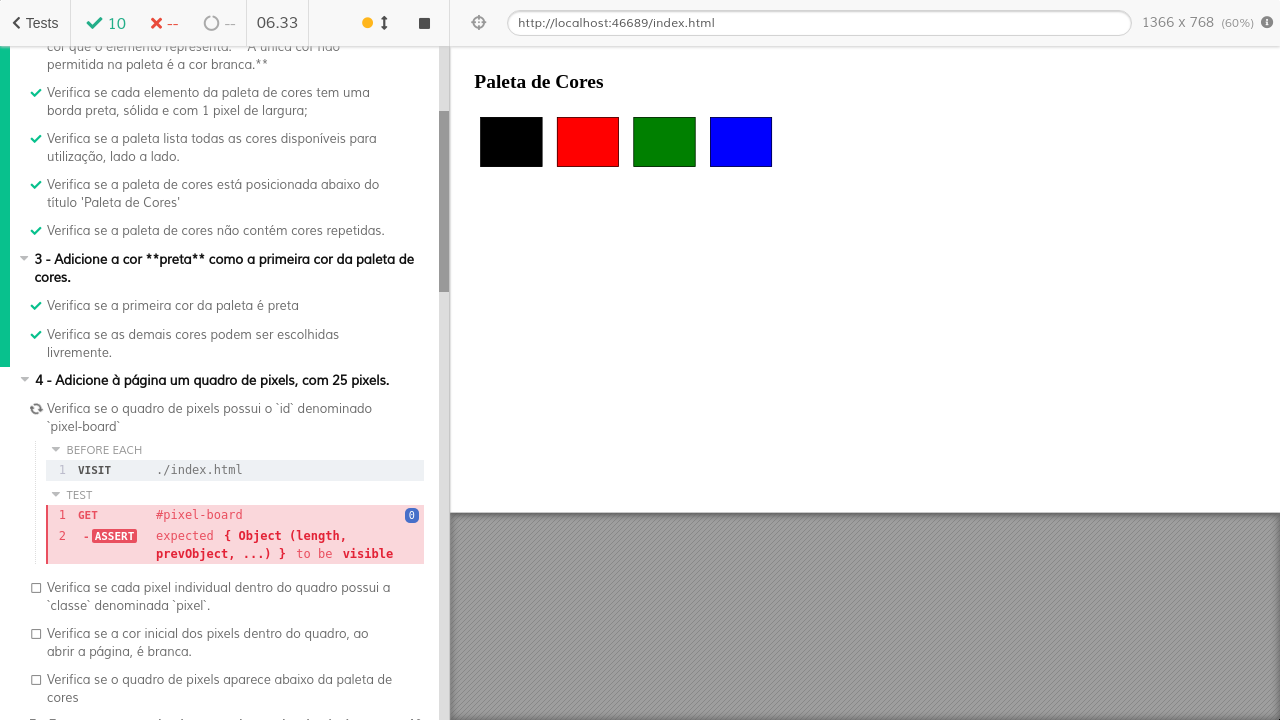 Tests
10
--
--
06.33
http://localhost:46689/index.html
1366 x 768 (60%)
cor que o elemento representa. **A única cor não
permitida na paleta é a cor branca.**
Verifica se cada elemento da paleta de cores tem uma
borda preta, sólida e com 1 pixel de largura;
Verifica se a paleta lista todas as cores disponíveis para
utilização, lado a lado.
Verifica se a paleta de cores está posicionada abaixo do
título 'Paleta de Cores'
Verifica se a paleta de cores não contém cores repetidas.
3 - Adicione a cor **preta** como a primeira cor da paleta de
cores.
Verifica se a primeira cor da paleta é preta
Verifica se as demais cores podem ser escolhidas
livremente.
4 - Adicione à página um quadro de pixels, com 25 pixels.
Verifica se o quadro de pixels possui o `id` denominado
`pixel-board`
BEFORE EACH
1 VISIT ./index.html
TEST
1 GET #pixel-board 0
2 -ASSERT expected { Object (length,
prevObject, ...) } to be visible
Verifica se cada pixel individual dentro do quadro possui a
`classe` denominada `pixel`.
Verifica se a cor inicial dos pixels dentro do quadro, ao
abrir a página, é branca.
Verifica se o quadro de pixels aparece abaixo da paleta de
cores
Paleta de Cores